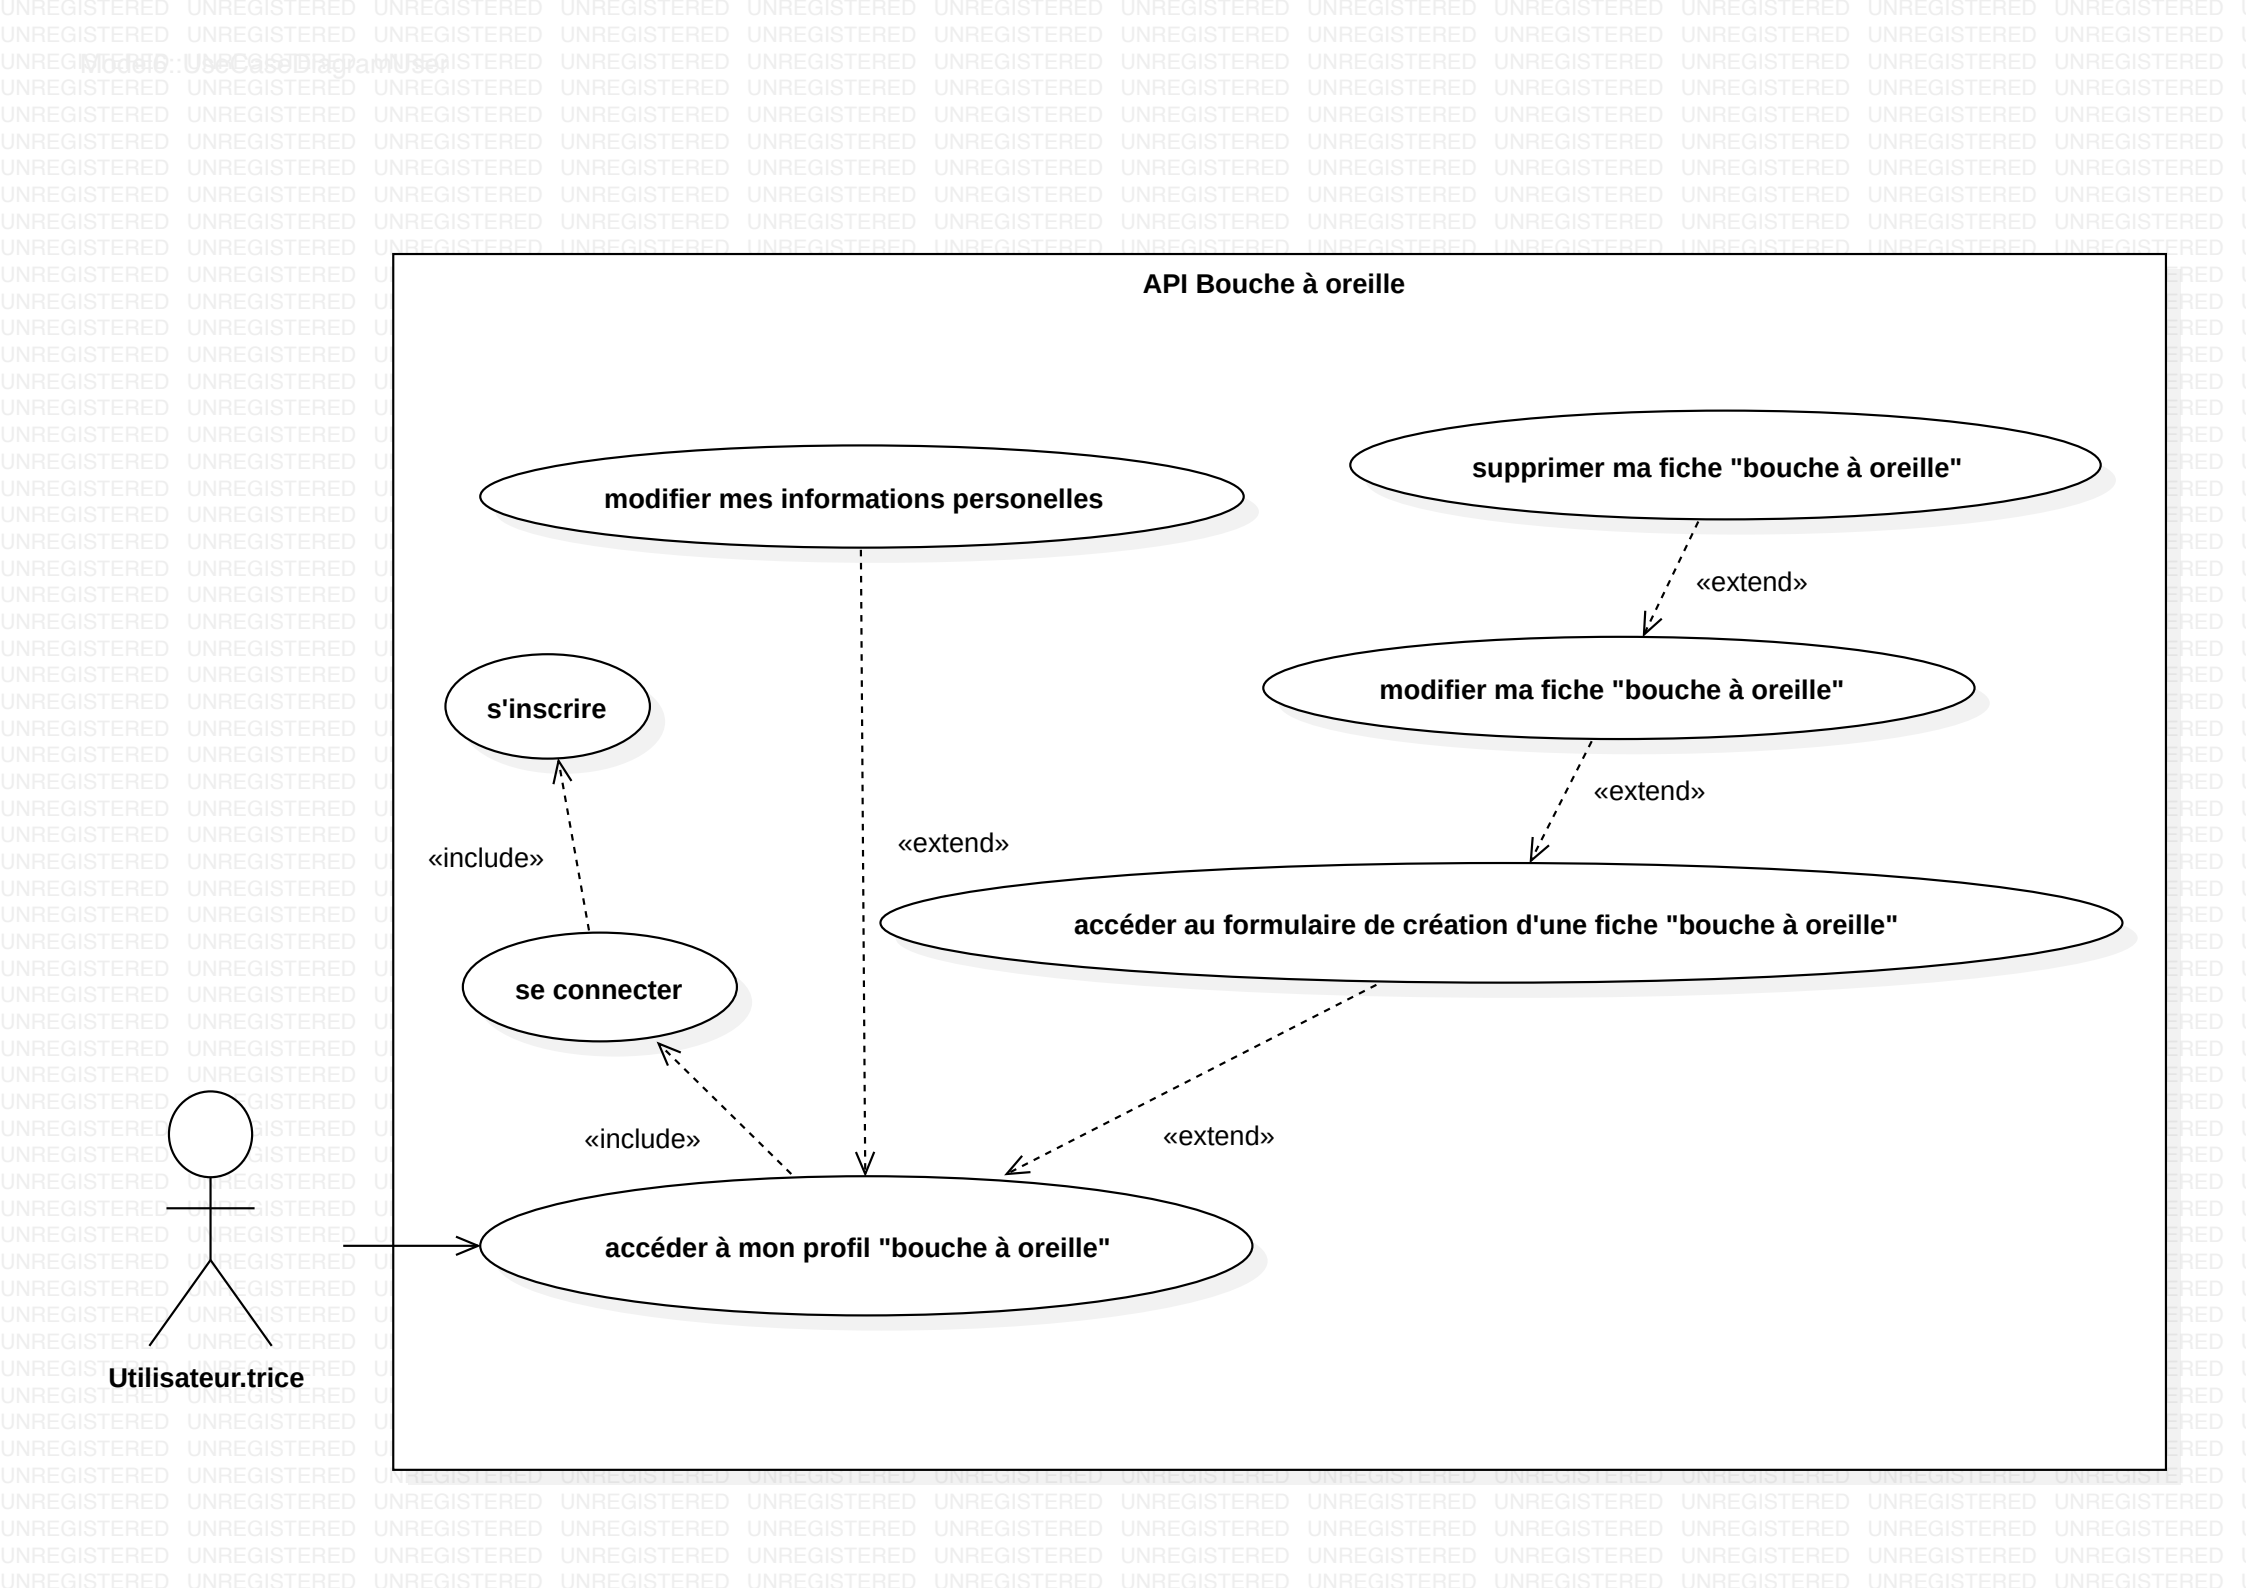 Modele::UseCaseDiagramUser
API Bouche à oreille
supprimer ma fiche "bouche à oreille"
modifier mes informations personelles
«extend»
modifier ma fiche "bouche à oreille"
s'inscrire
«extend»
«extend»
«include»
accéder au formulaire de création d'une fiche "bouche à oreille"
se connecter
«extend»
«include»
accéder à mon profil "bouche à oreille"
Utilisateur.trice
UNREGISTERED